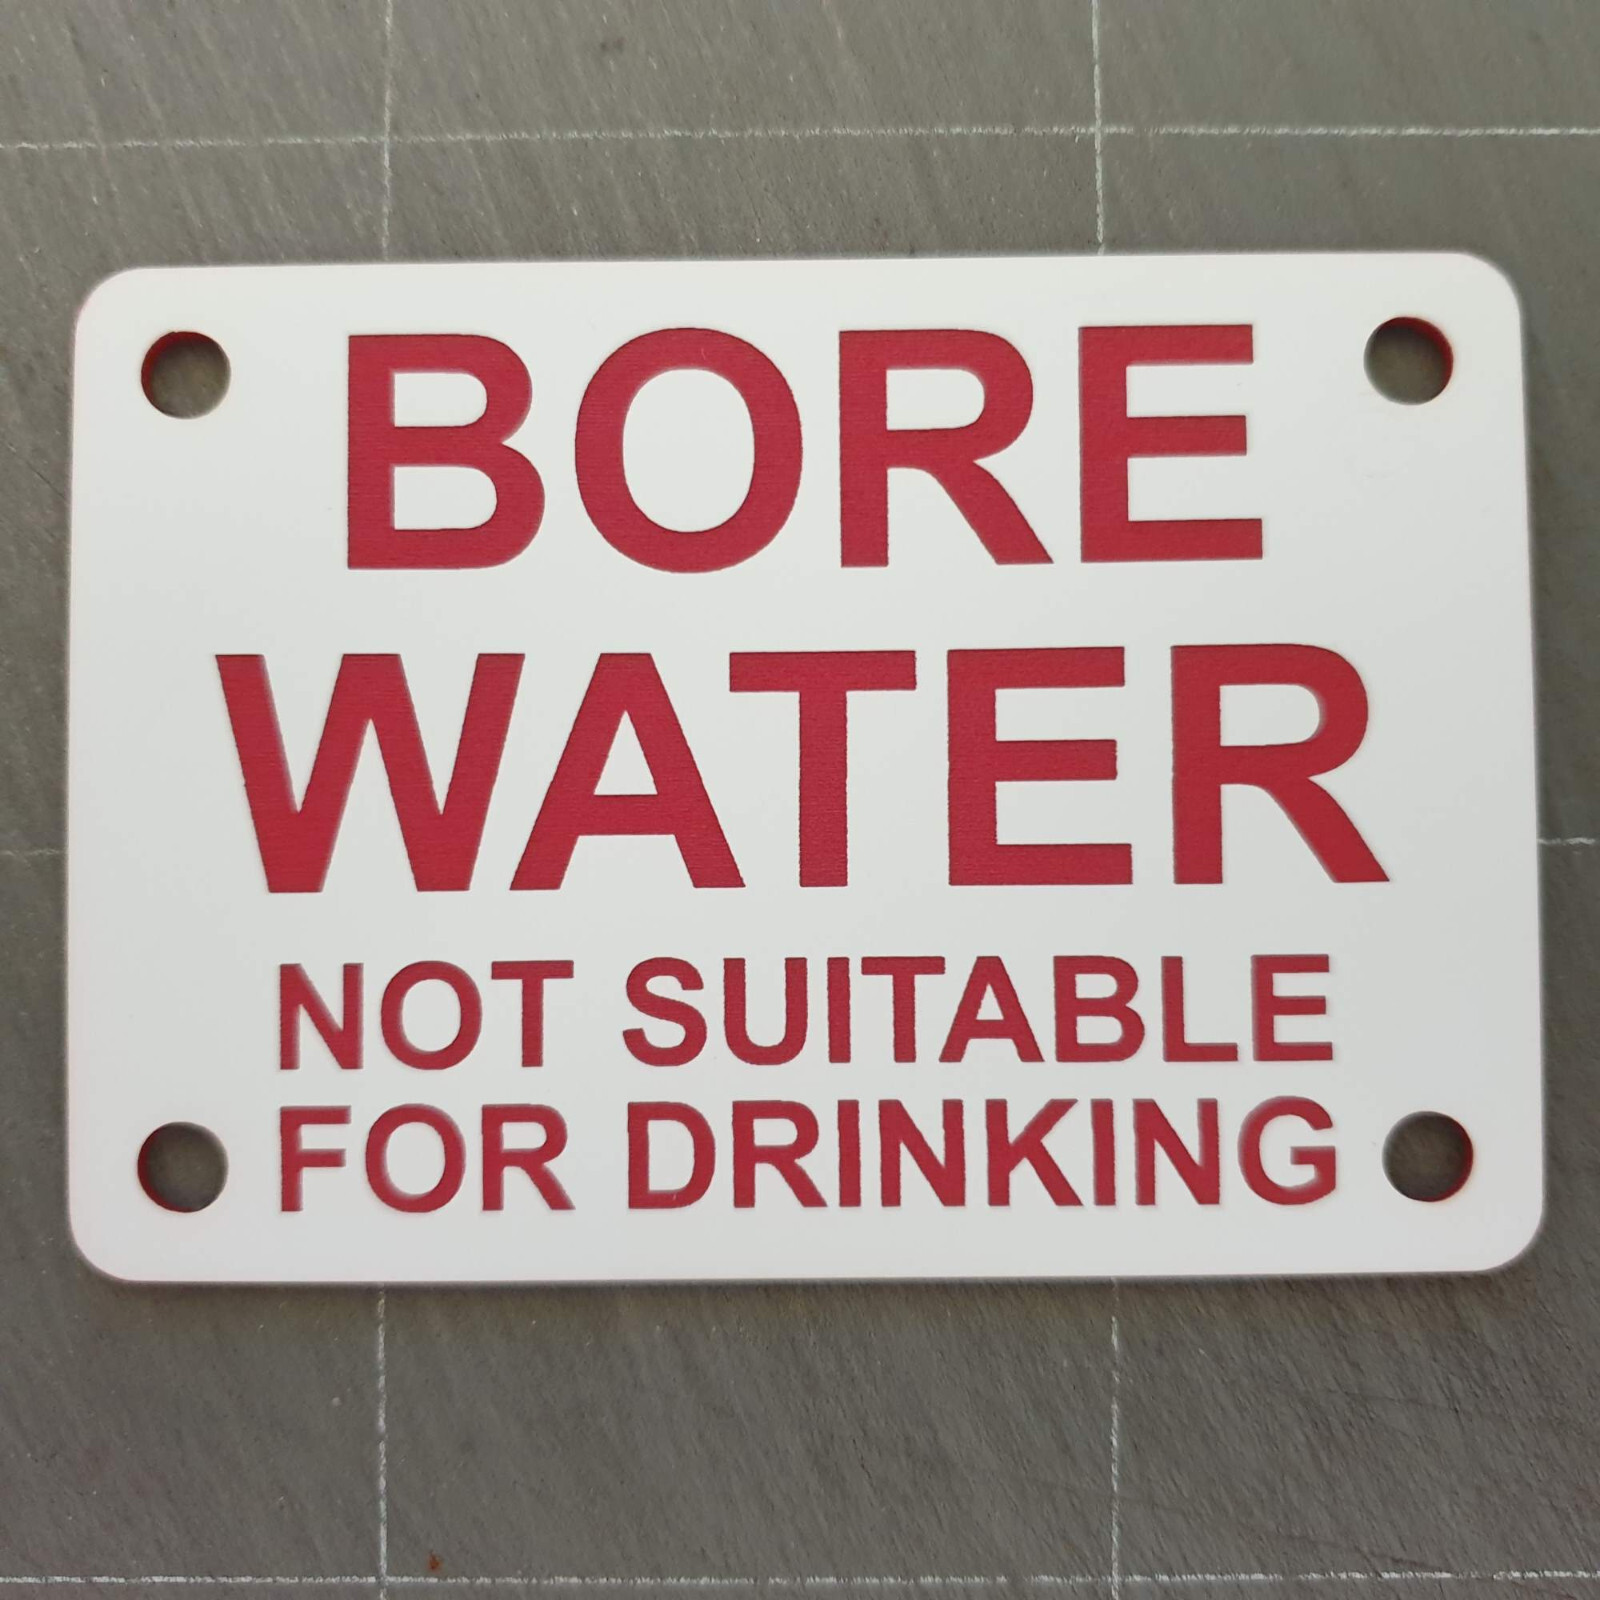 BORE
WATER
NOT SUITABLE
FOR DRINKING